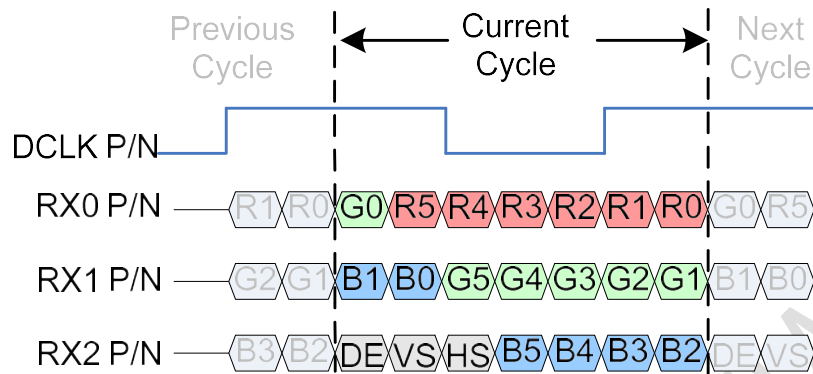 Previous Cycle
Current Cycle
Next Cycle
DCLK P/N
RX0 P/N R1 R0 G0 R5 R4 R3 R2 R1 R0 G0 R5
RX1 P/N G2 G1 B1 B0 G5 G4 G3 G2 G1 B1 B0
RX2 P/N B3 B2 DE VS HS B5 B4 B3 B2 DE VS